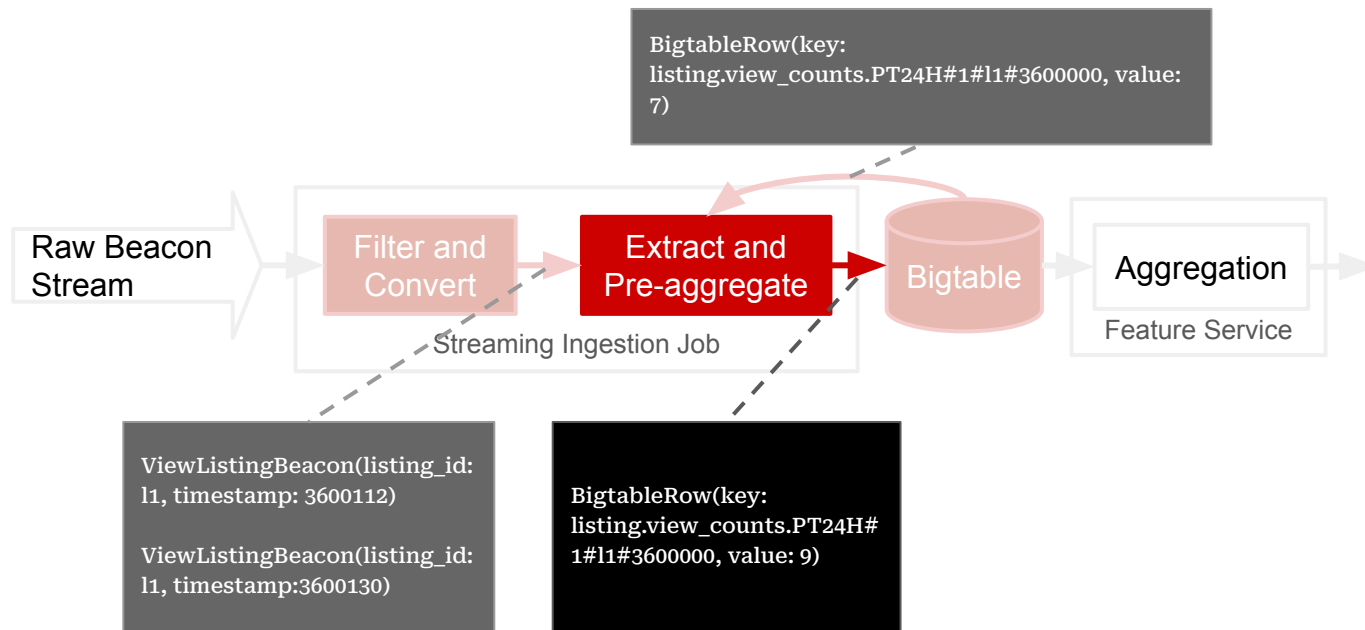 BigtableRow(key:
listing.view_counts.PT24H#1#l1#3600000, value:
7)
Raw Beacon
Stream
Filter and
Convert
Extract and
Pre-aggregate
Bigtable
Aggregation
Streaming Ingestion Job
Feature Service
ViewListingBeacon(listing_id:
l1, timestamp: 3600112)
ViewListingBeacon(listing_id:
l1, timestamp:3600130)
BigtableRow(key:
listing.view_counts.PT24H#
1#l1#3600000, value: 9)